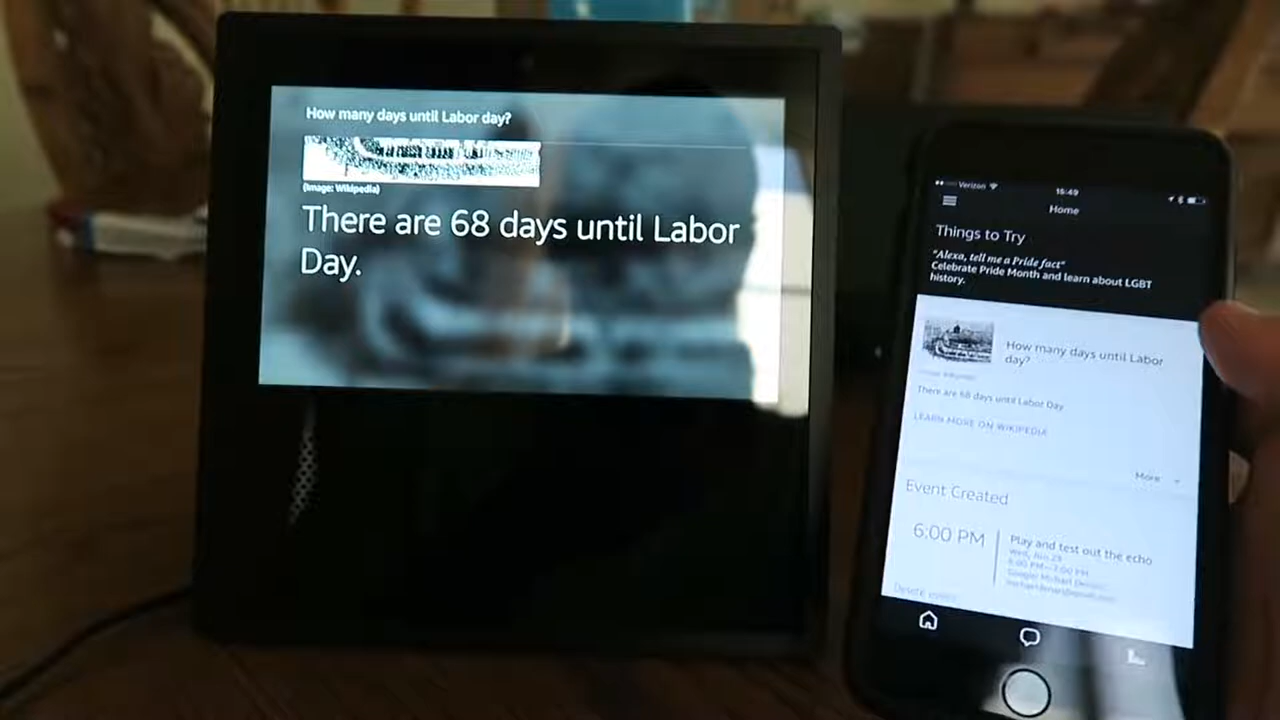 How many days until Labor day?
(Image: Wikipedia)
There are 68 days until Labor
Day.
Verizon
16:49
Home
Things to Try
"Alexa, tell me a Pride fact"
Celebrate Pride Month and learn about LGBT
history.
How many days until Labor
day?
There are 68 days until Labor Day
LEARN MORE ON WIKIPEDIA
More
Event Created
6:00 PM
Play and test out the echo
Delete event